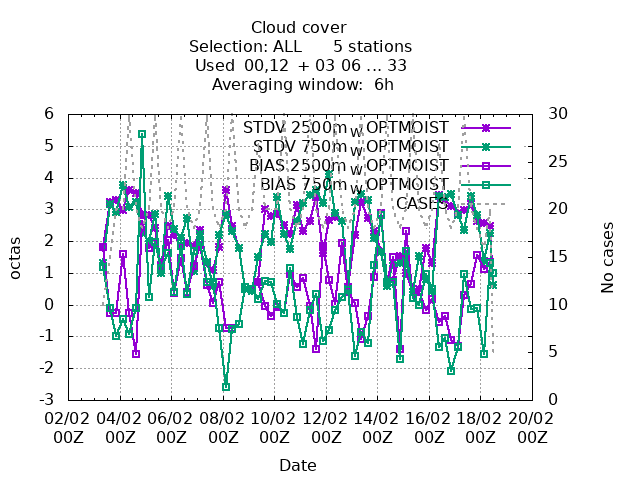 Cloud cover
Selection: ALL 5 stations
Used 00,12 + 03 06 ... 33
Averaging window: 6h
6 30
STDV 2500m_w OPTMOIST
STDV 750m_w OPTMOIST
BIAS 2500m_w OPTMOIST
BIAS 750m_w OPTMOIST
CASES
5 25
4
3 20
2
15
1
0 10
-1
5
-2
-3 0
octas
No cases
02/02 04/02 06/02 08/02 10/02 12/02 14/02 16/02 18/02 20/02
00Z 00Z 00Z 00Z 00Z 00Z 00Z 00Z 00Z 00Z
Date